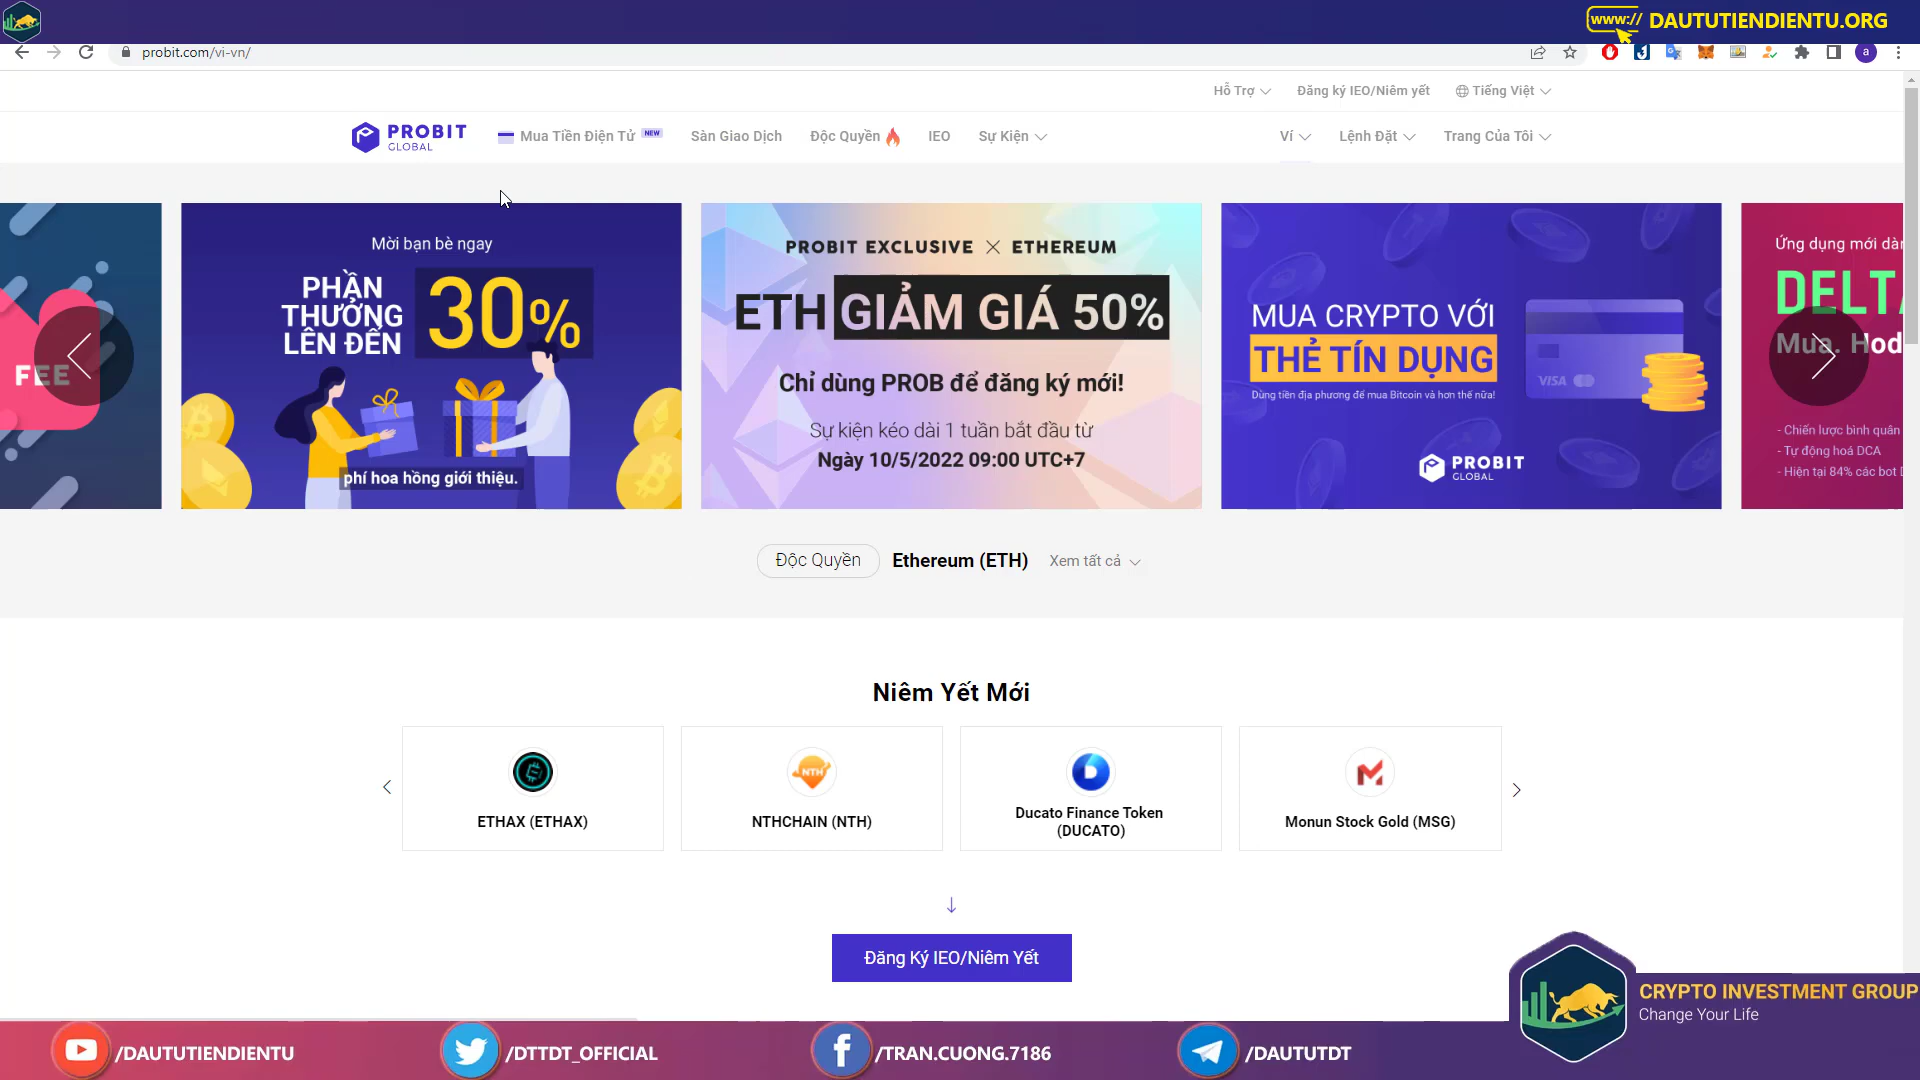 www.//
DAUTUTIENDIENTU.ORG
probit.com/vi-vn/
a
Hỗ Trợ
Đăng ký IEO/Niêm yết
Tiếng Việt
PROBIT
GLOBAL
Mua Tiền Điện Tử
NEW
Sàn Giao Dịch
Độc Quyền
IEO
Sự Kiện
Ví
Lệnh Đặt
Trang Của Tôi
FEE
Mời bạn bè ngay
PHẦN
THƯỞNG
LÊN ĐẾN
30%
phí hoa hồng giới thiệu.
PROBIT EXCLUSIVE × ETHEREUM
ETH GIẢM GIÁ 50%
Chỉ dùng PROB để đăng ký mới!
Sự kiện kéo dài 1 tuần bắt đầu từ
Ngày 10/5/2022 09:00 UTC+7
MUA CRYPTO VỚI
THẺ TÍN DỤNG
Dùng tiền địa phương để mua Bitcoin và hơn thế nữa!
VISA
PROBIT
GLOBAL
Ứng dụng mới
DELT
Mua. Hod
- Chiến lược bình quân
- Tự động hoá DCA
- Hiện tại 84% các bot
Độc Quyền
Ethereum (ETH)
Xem tất cả
Niêm Yết Mới
ETHAX (ETHAX)
NTH
NTHCHAIN (NTH)
Ducato Finance Token
(DUCATO)
Monun Stock Gold (MSG)
Đăng Ký IEO/Niêm Yết
CRYPTO INVESTMENT GROUP
Change Your Life
/DAUTUTIENDIENTU
/DTTDT_OFFICIAL
/TRAN.CUONG.7186
/DAUTUTDT